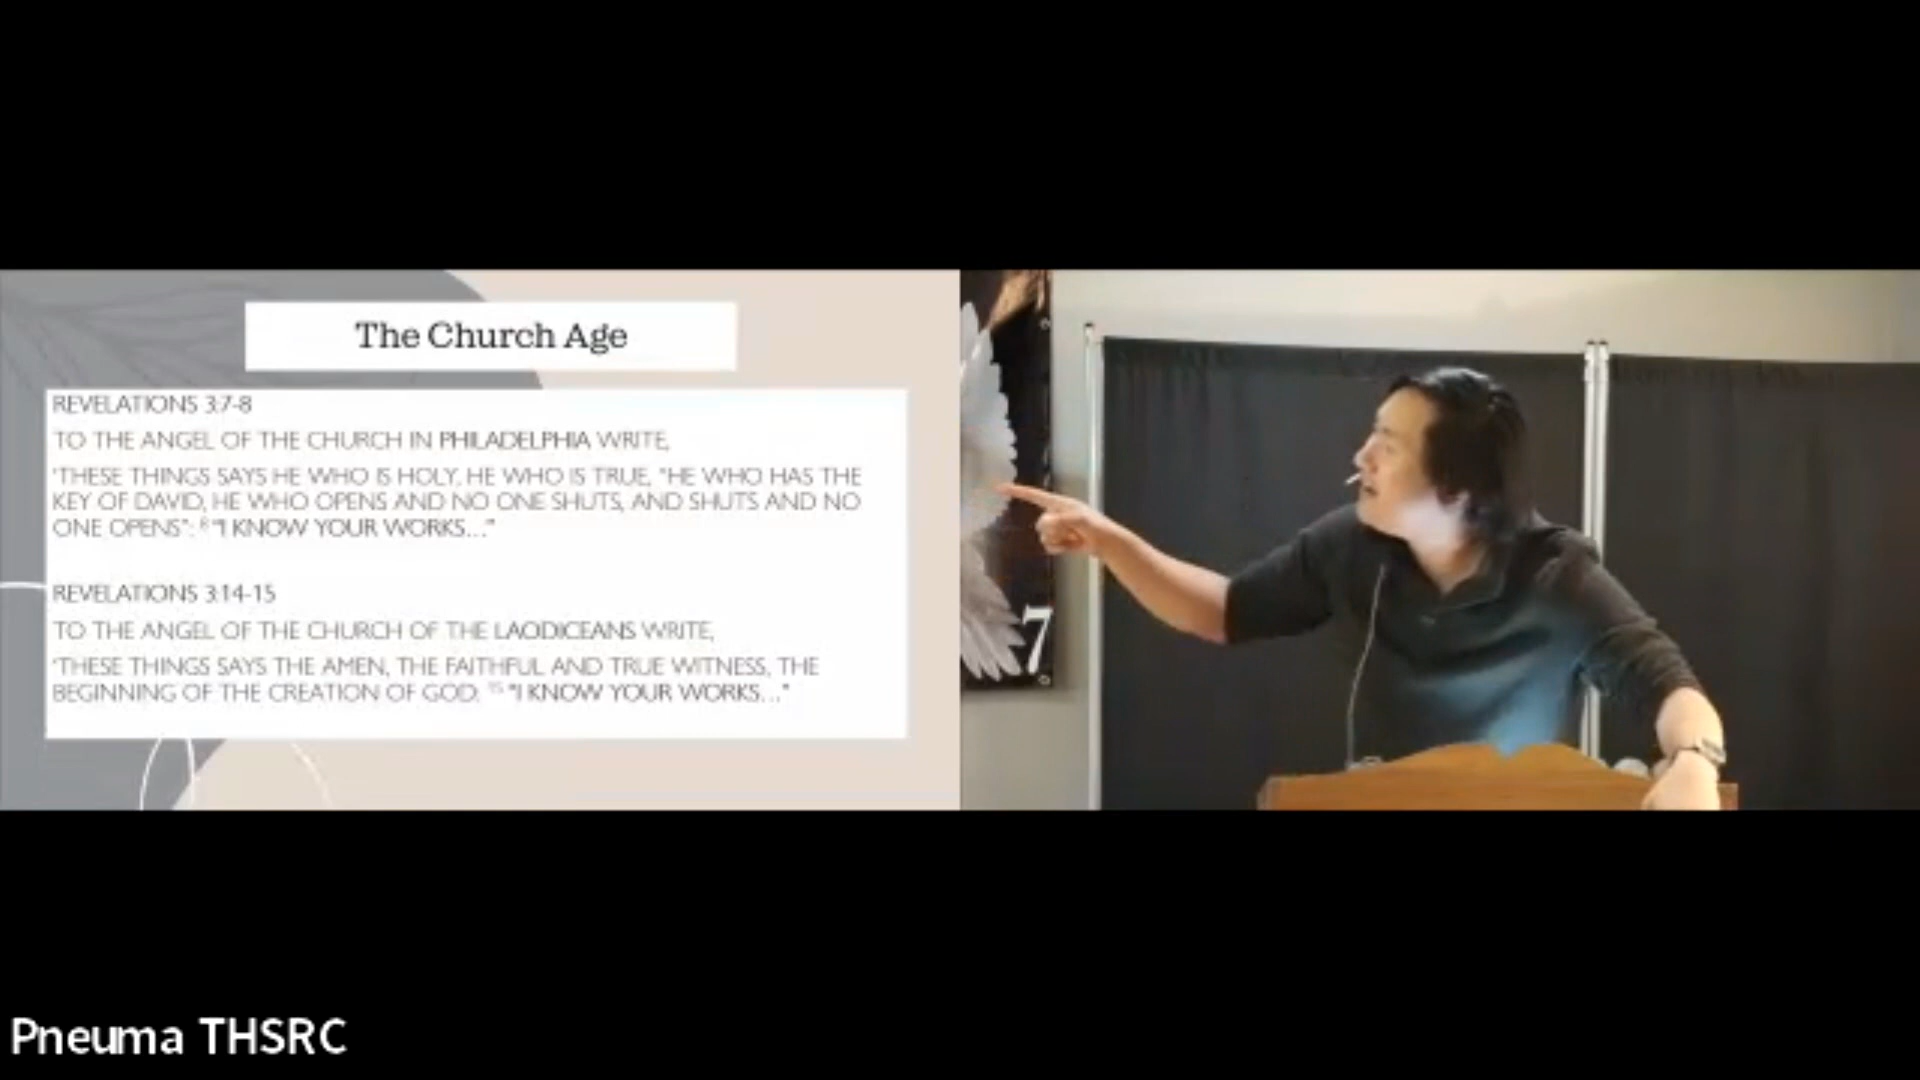 The Church Age
REVELATIONS 3:7-8
TO THE ANGEL OF THE CHURCH IN PHILADELPHIA WRITE,
'THESE THINGS SAYS HE WHO IS HOLY, HE WHO IS TRUE, "HE WHO HAS THE
KEY OF DAVID, HE WHO OPENS AND NO ONE SHUTS, AND SHUTS AND NO
ONE OPENS": 8 "I KNOW YOUR WORKS…"
REVELATIONS 3:14-15
TO THE ANGEL OF THE CHURCH OF THE LAODICEANS WRITE,
'THESE THINGS SAYS THE AMEN, THE FAITHFUL AND TRUE WITNESS, THE
BEGINNING OF THE CREATION OF GOD: 15 "I KNOW YOUR WORKS…"
7
Pneuma THSRC